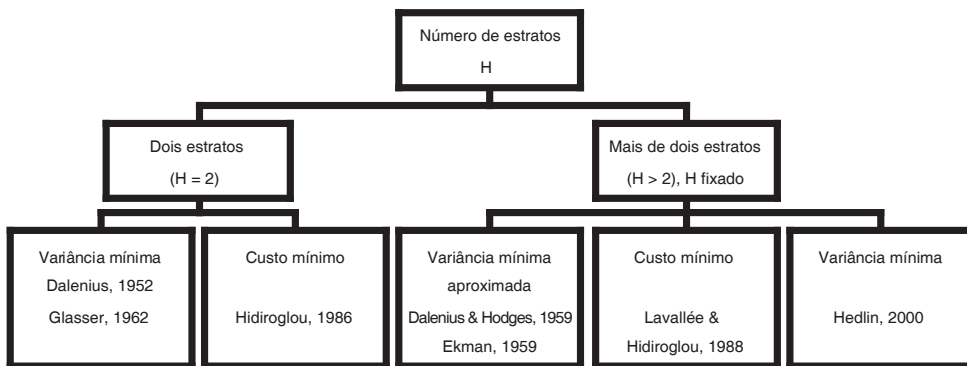 Número de estratos
H
Dois estratos
(H = 2)
Mais de dois estratos
(H > 2), H fixado
Variância mínima
Dalenius, 1952
Glasser, 1962
Custo mínimo
Hidiroglou, 1986
Variância mínima
aproximada
Dalenius & Hodges, 1959
Ekman, 1959
Custo mínimo
Lavallée &
Hidiroglou, 1988
Variância mínima
Hedlin, 2000